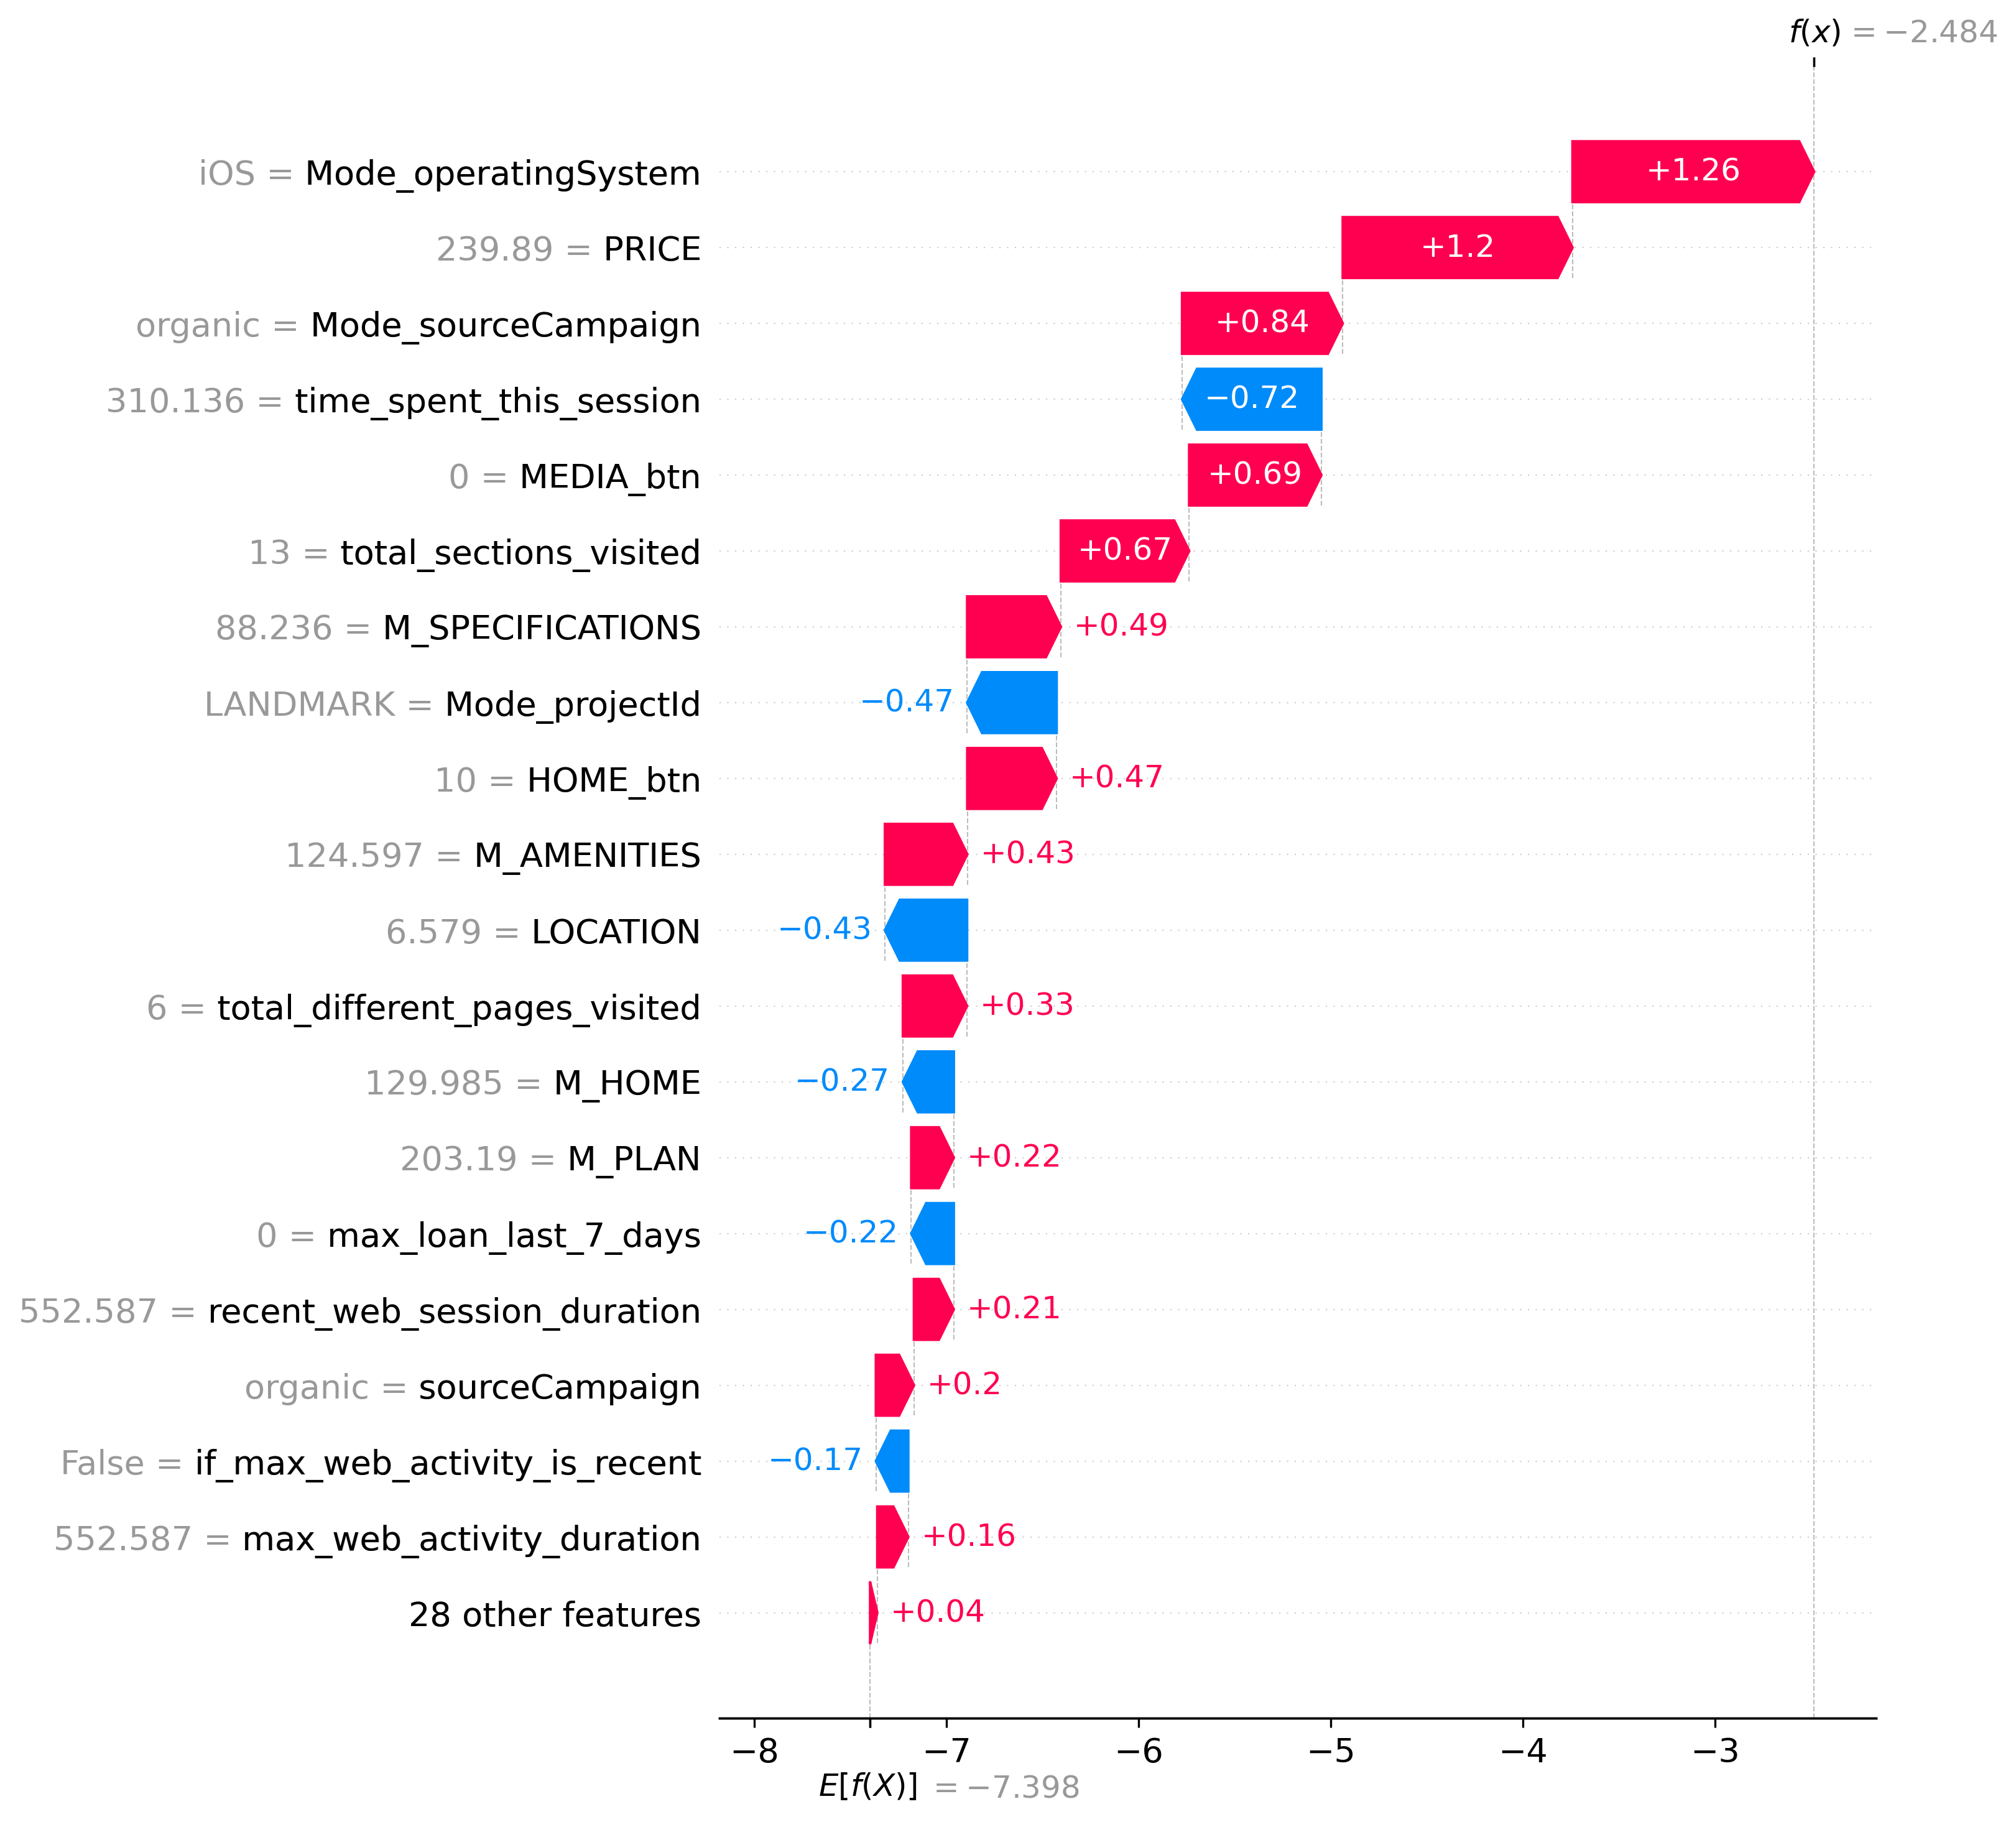 f(x) = −2.484
iOS = Mode_operatingSystem +1.26
239.89 = PRICE +1.2
organic = Mode_sourceCampaign +0.84
310.136 = time_spent_this_session −0.72
0 = MEDIA_btn +0.69
13 = total_sections_visited +0.67
88.236 = M_SPECIFICATIONS +0.49
LANDMARK = Mode_projectId −0.47
10 = HOME_btn +0.47
124.597 = M_AMENITIES +0.43
6.579 = LOCATION −0.43
6 = total_different_pages_visited +0.33
129.985 = M_HOME −0.27
203.19 = M_PLAN +0.22
0 = max_loan_last_7_days −0.22
552.587 = recent_web_session_duration +0.21
organic = sourceCampaign +0.2
False = if_max_web_activity_is_recent −0.17
552.587 = max_web_activity_duration +0.16
28 other features +0.04
−8 −7 −6 −5 −4 −3
E[f(X)] = −7.398